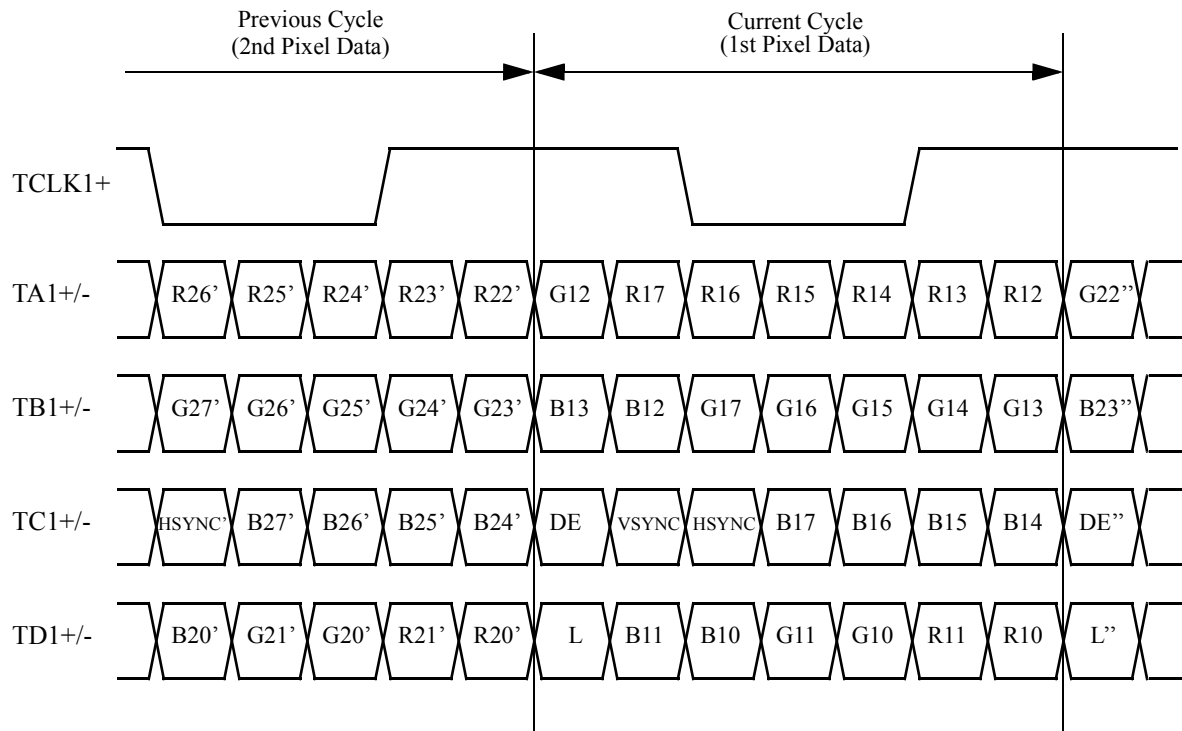 Previous Cycle
(2nd Pixel Data)
Current Cycle
(1st Pixel Data)
TCLK1+
TA1+/- R26’ R25’ R24’ R23’ R22’ G12 R17 R16 R15 R14 R13 R12 G22’’
TB1+/- G27’ G26’ G25’ G24’ G23’ B13 B12 G17 G16 G15 G14 G13 B23’’
TC1+/- HSYNC’ B27’ B26’ B25’ B24’ DE VSYNC HSYNC B17 B16 B15 B14 DE’’
TD1+/- B20’ G21’ G20’ R21’ R20’ L B11 B10 G11 G10 R11 R10 L’’